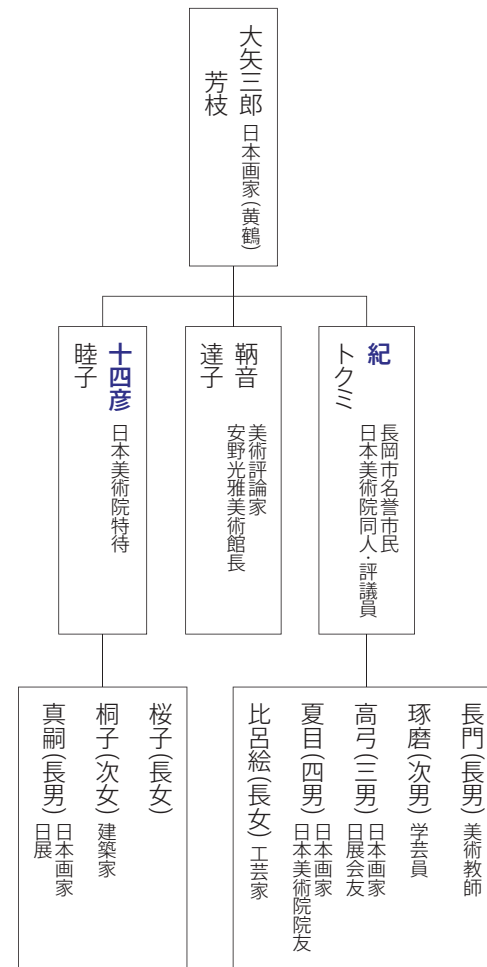 大矢三郎 日本画家(黄鶴)
芳枝
紀
トクミ
長岡市名誉市民
日本美術院同人・評議員
鞆音
達子
美術評論家
安野光雅美術館長
十四彦
睦子
日本美術院特待
長門(長男) 美術教師
琢磨(次男) 学芸員
高弓(三男) 日本画家
日展会友
夏目(四男) 日本画家
日本美術院院友
比呂絵(長女) 工芸家
桜子(長女)
桐子(次女) 建築家
真嗣(長男) 日本画家
日展